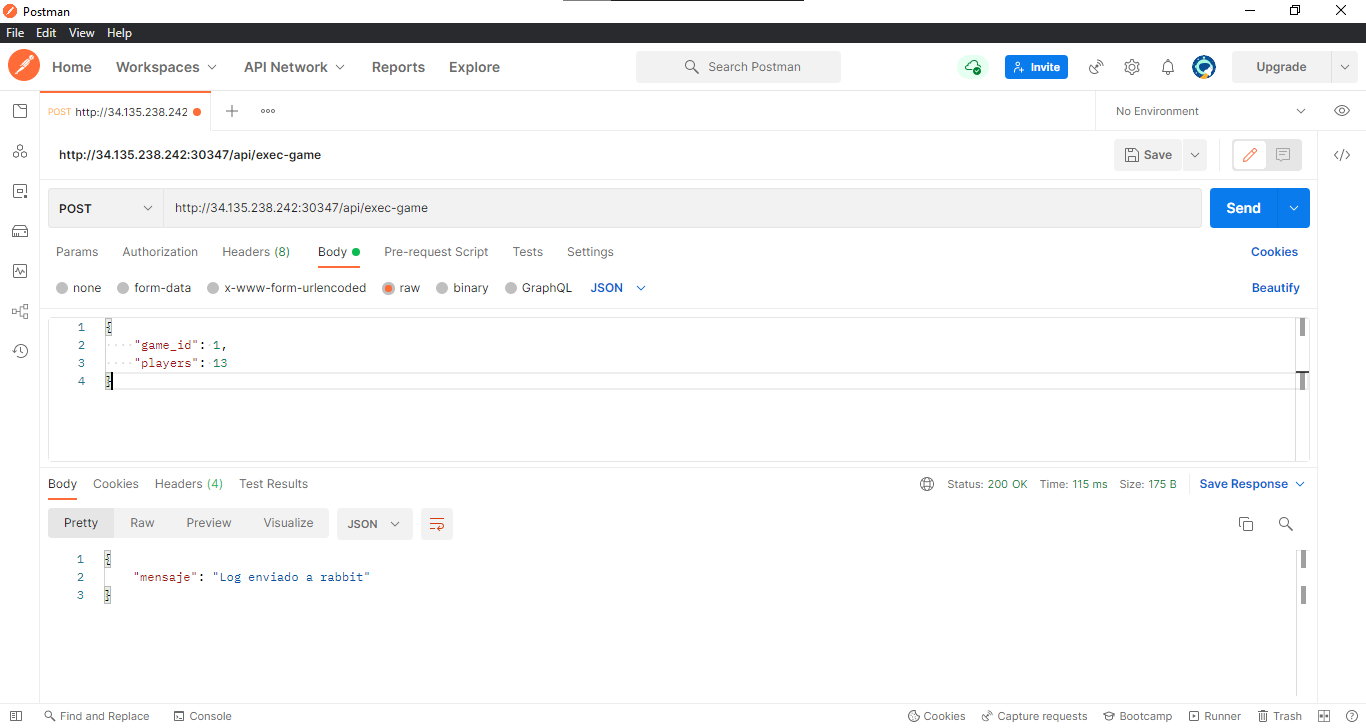 Postman
File Edit View Help
Home Workspaces API Network Reports Explore Search Postman Invite Upgrade
POST http://34.135.238.242 No Environment
http://34.135.238.242:30347/api/exec-game Save
POST http://34.135.238.242:30347/api/exec-game Send
Params Authorization Headers (8) Body Pre-request Script Tests Settings Cookies
none form-data x-www-form-urlencoded raw binary GraphQL JSON Beautify
1 {
2 "game_id": 1,
3 "players": 13
4 }
Body Cookies Headers (4) Test Results Status: 200 OK Time: 115 ms Size: 175 B Save Response
Pretty Raw Preview Visualize JSON
1 {
2 "mensaje": "Log enviado a rabbit"
3 }
Find and Replace Console Cookies Capture requests Bootcamp Runner Trash